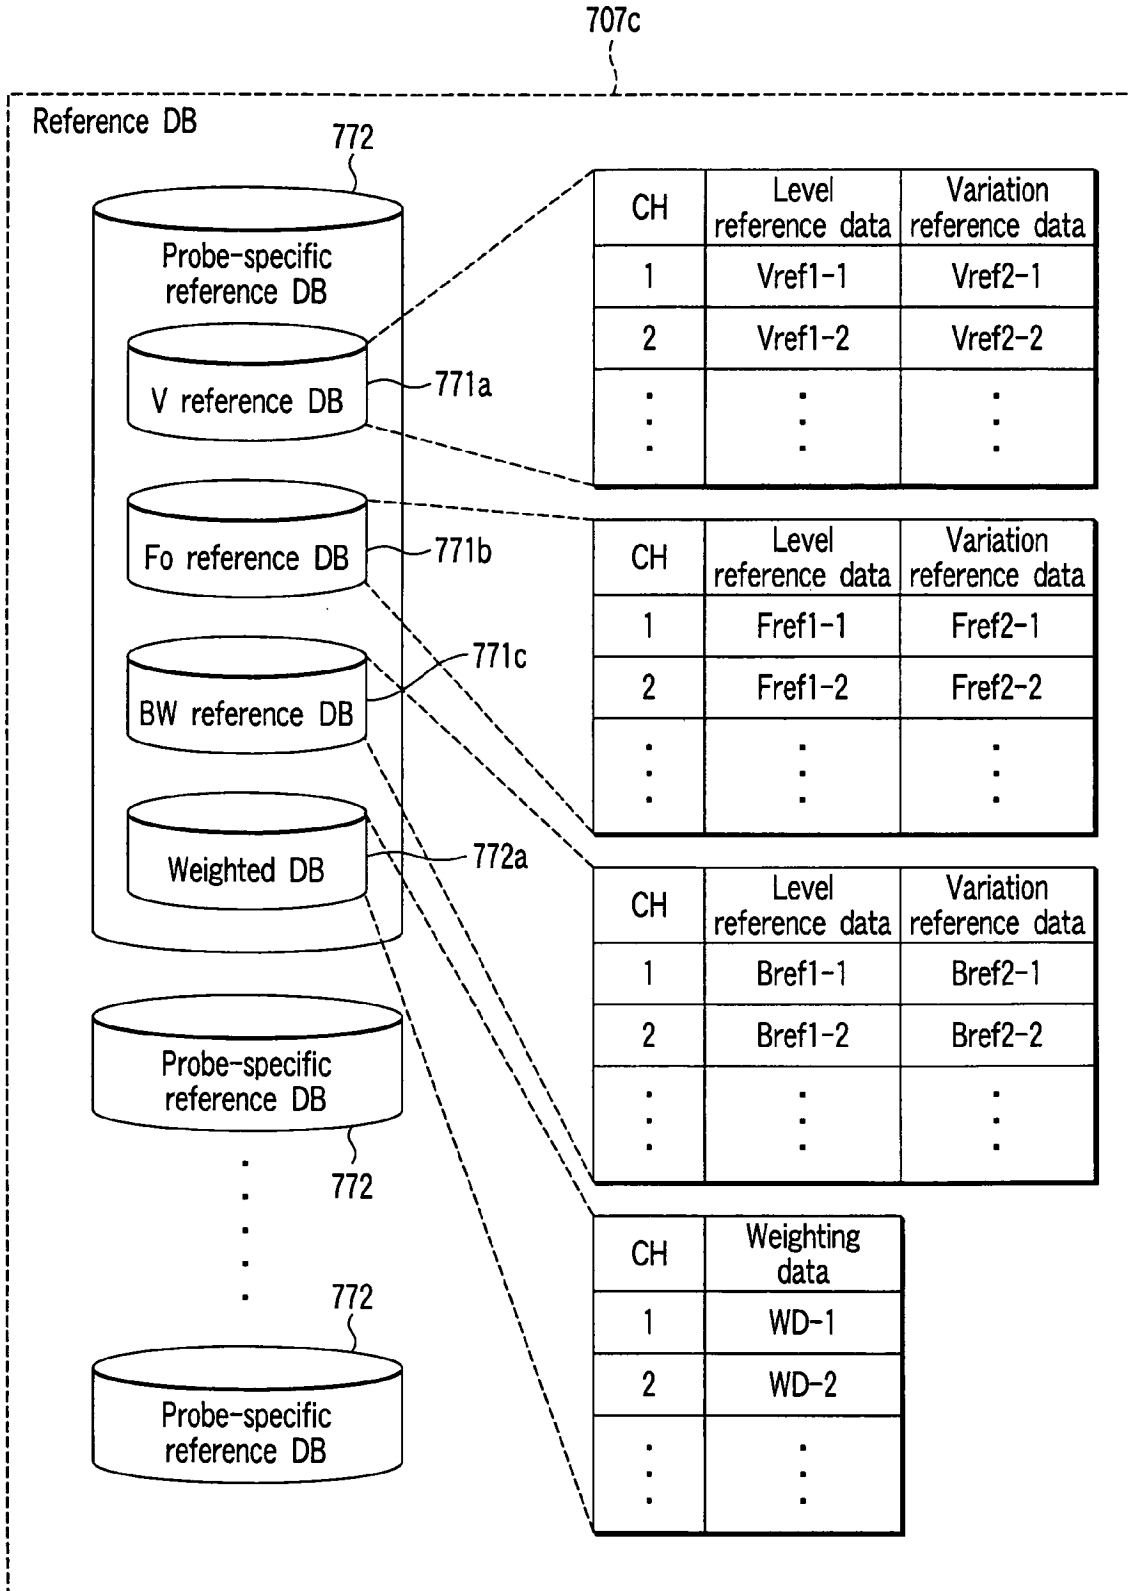 707c
Reference DB
772
Probe-specific
reference DB
V reference DB
771a
Fo reference DB
771b
BW reference DB
771c
Weighted DB
772a
Probe-specific
reference DB
772
772
Probe-specific
reference DB
CH Level reference data Variation reference data
1 Vref1-1 Vref2-1
2 Vref1-2 Vref2-2
CH Level reference data Variation reference data
1 Fref1-1 Fref2-1
2 Fref1-2 Fref2-2
CH Level reference data Variation reference data
1 Bref1-1 Bref2-1
2 Bref1-2 Bref2-2
CH Weighting data
1 WD-1
2 WD-2